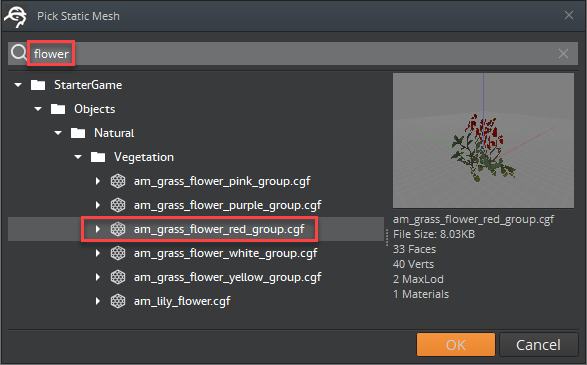 Pick Static Mesh
flower
StarterGame
Objects
Natural
Vegetation
am_grass_flower_pink_group.cgf
am_grass_flower_purple_group.cgf
am_grass_flower_red_group.cgf
am_grass_flower_white_group.cgf
am_grass_flower_yellow_group.cgf
am_lily_flower.cgf
am_grass_flower_red_group.cgf
File Size: 8.03KB
33 Faces
40 Verts
2 MaxLod
1 Materials
OK Cancel